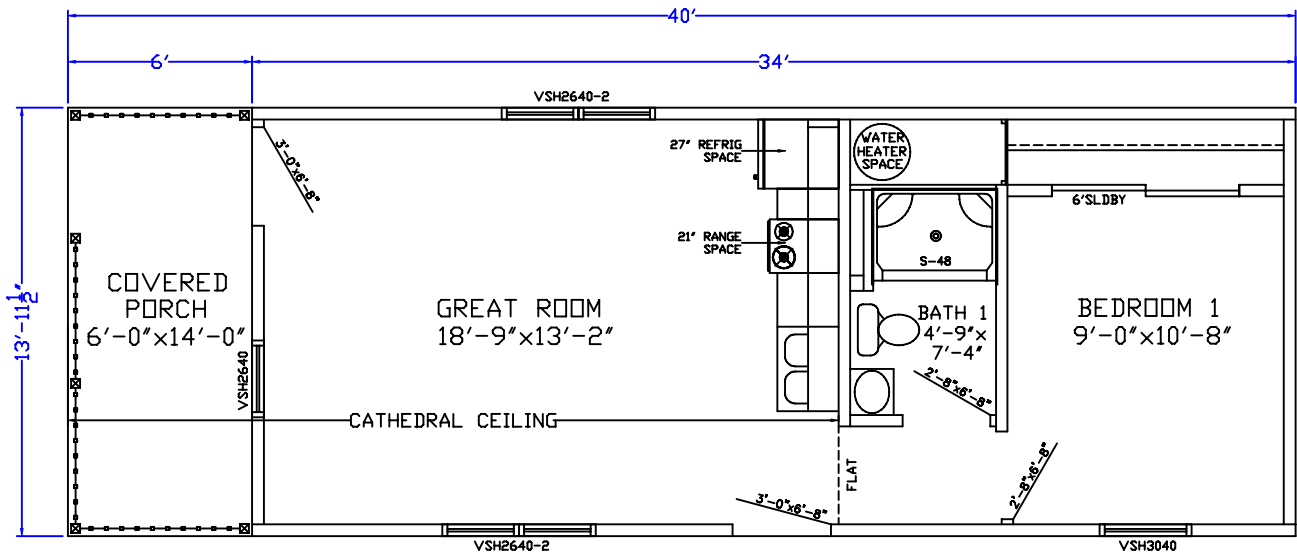 40'
6'
34'
VSH2640-2
3'-0"x6'-8"
27" REFRIG
SPACE
WATER
HEATER
SPACE
6'SLDBY
21" RANGE
SPACE
S-48
13'-11 1/2"
COVERED
PORCH
6'-0"x14'-0"
GREAT ROOM
18'-9"x13'-2"
BATH 1
4'-9"x
7'-4"
BEDROOM 1
9'-0"x10'-8"
VSH2640
2'-8"x6'-8"
CATHEDRAL CEILING
FLAT
2'-8"x6'-8"
3'-0"x6'-8"
VSH2640-2
VSH3040